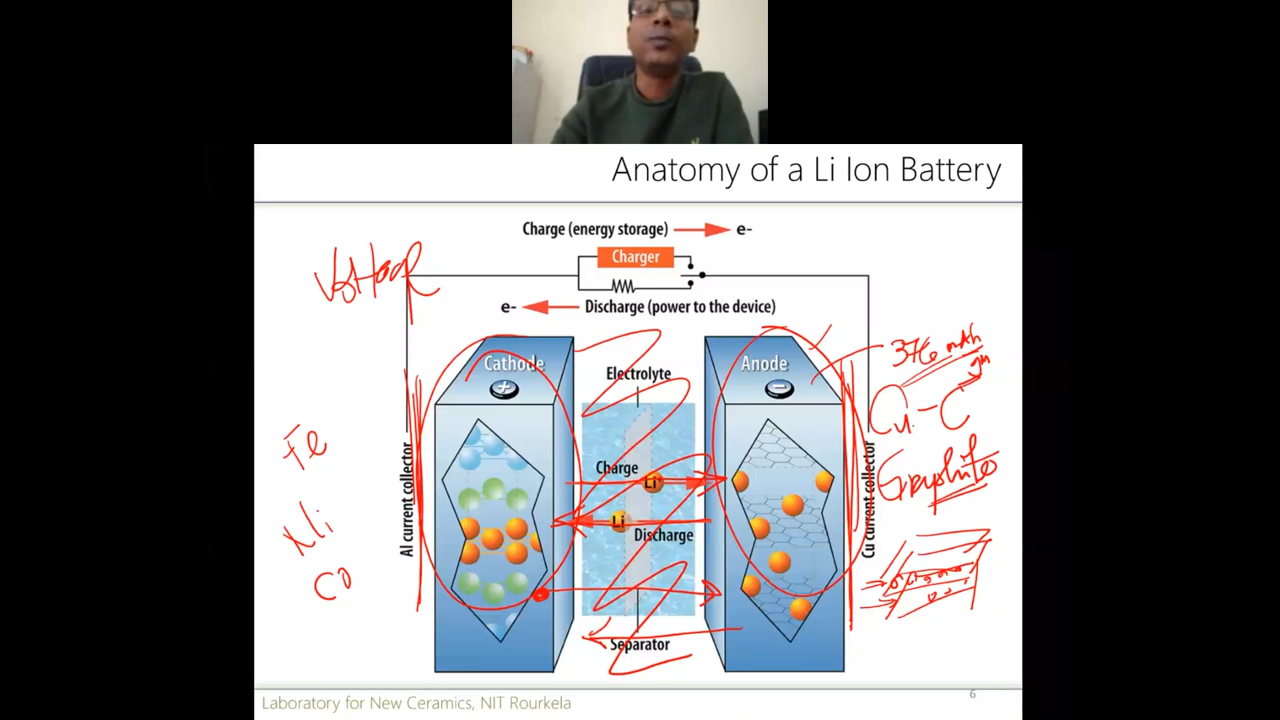 Anatomy of a Li Ion Battery
Charge (energy storage) e-
Charger
e- Discharge (power to the device)
Cathode
+
Electrolyte
Anode
−
376 mAh
gm
Cu-C
Graphite
Fe
Ni
Co
Al current collector
Charge
Li+
Li
Discharge
Cu current collector
Separator
Laboratory for New Ceramics, NIT Rourkela
6